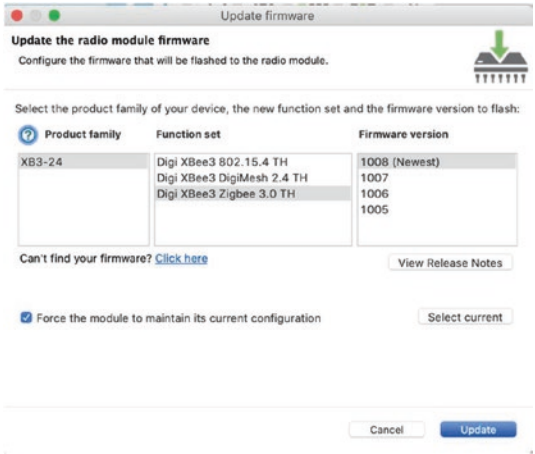 Update firmware
Update the radio module firmware
Configure the firmware that will be flashed to the radio module.
Select the product family of your device, the new function set and the firmware version to flash:
Product family Function set Firmware version
XB3-24
Digi XBee3 802.15.4 TH
Digi XBee3 DigiMesh 2.4 TH
Digi XBee3 Zigbee 3.0 TH
1008 (Newest)
1007
1006
1005
Can't find your firmware? Click here
View Release Notes
Force the module to maintain its current configuration
Select current
Cancel
Update